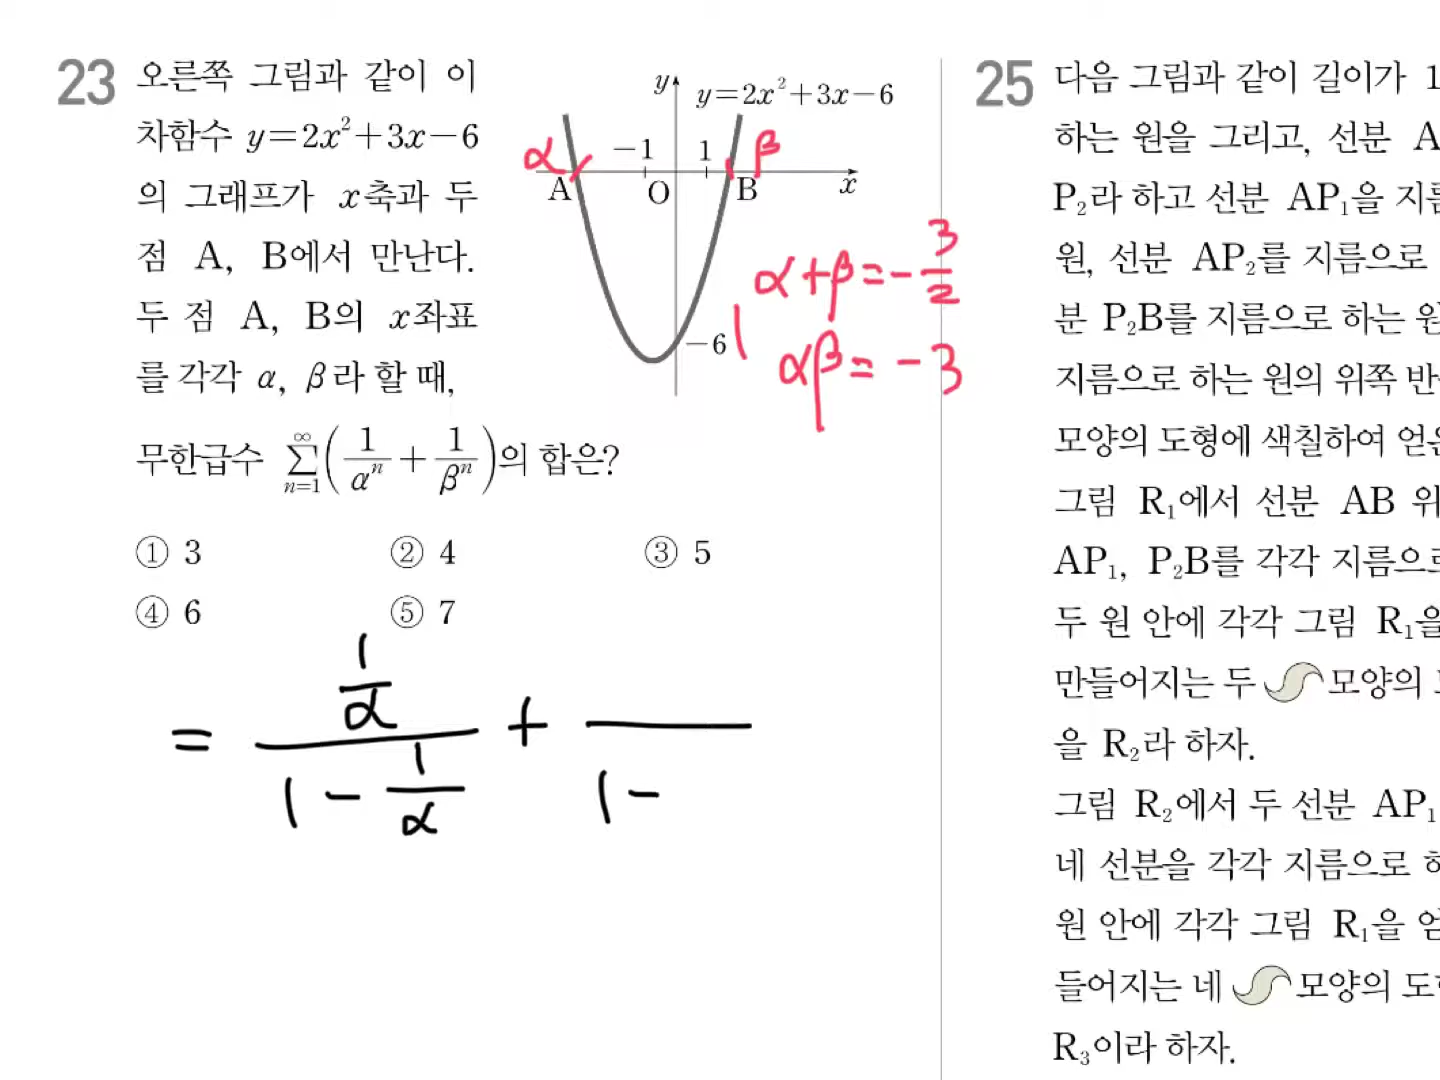 23 오른쪽 그림과 같이 이
차함수 y=2x²+3x-6
의 그래프가 x축과 두
점 A, B에서 만난다.
두 점 A, B의 x좌표
를 각각 α, β라 할 때,
무한급수 ∑(n=1, ∞) (1/αⁿ + 1/βⁿ)의 합은?
① 3 ② 4 ③ 5
④ 6 ⑤ 7
y y=2x²+3x-6
α -1 1 β
A O B x
-6
α+β=-3/2
αβ=-3
= (1/α)/(1-1/α) + /(1-
25 다음 그림과 같이 길이가 1
하는 원을 그리고, 선분 A
P₂라 하고 선분 AP₁을 지름
원, 선분 AP₂를 지름으로
분 P₂B를 지름으로 하는 원
지름으로 하는 원의 위쪽 반
모양의 도형에 색칠하여 얻은
그림 R₁에서 선분 AB 위
AP₁, P₂B를 각각 지름으로
두 원 안에 각각 그림 R₁을
만들어지는 두 모양의
을 R₂라 하자.
그림 R₂에서 두 선분 AP₁
네 선분을 각각 지름으로 하
원 안에 각각 그림 R₁을 얻
들어지는 네 모양의 도형
R₃이라 하자.